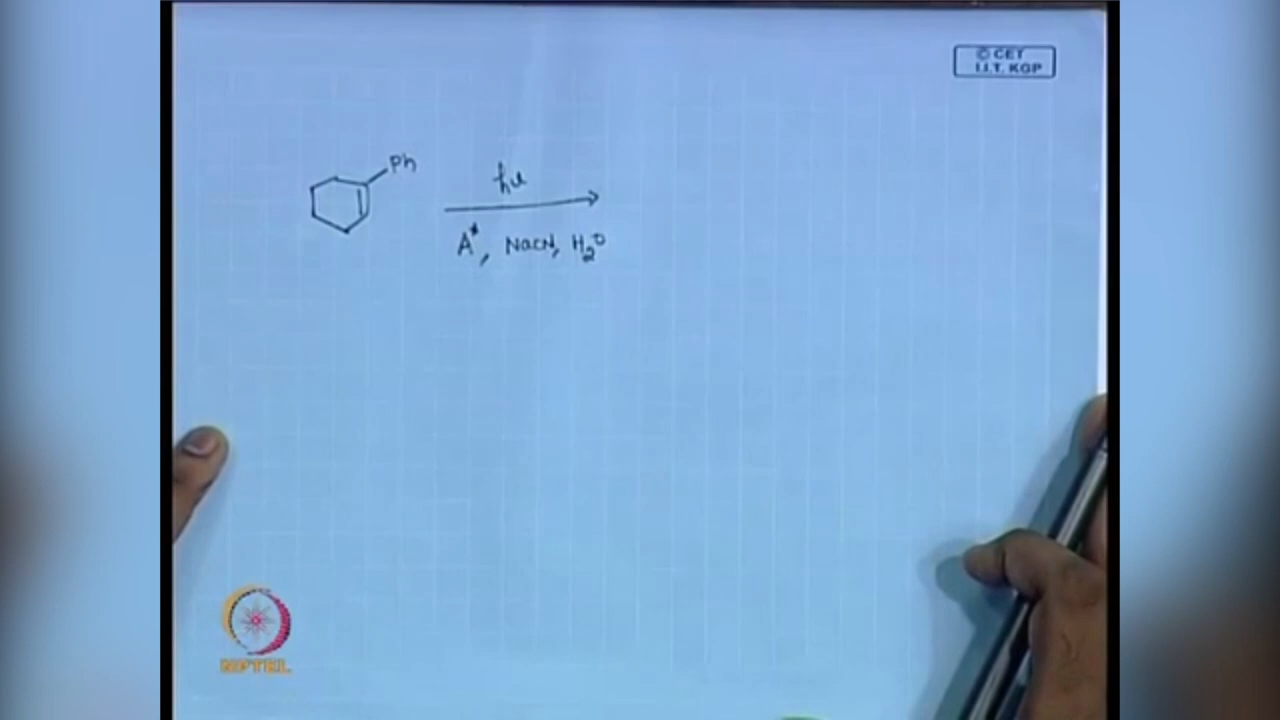 © CET
I.I.T. KGP
Ph
hν
A*, NaCN, H₂O
NPTEL